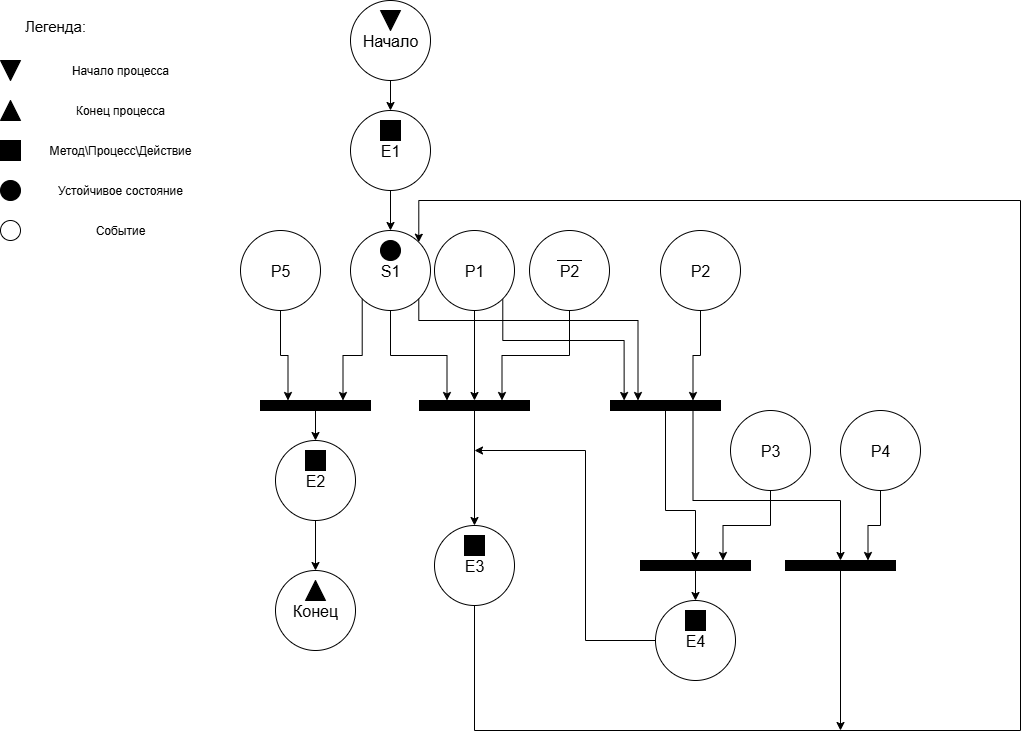 Легенда:
Начало процесса
Конец процесса
Метод\Процесс\Действие
Устойчивое состояние
Событие
Начало
E1
P5
S1
P1
P2
P2
P3
P4
E2
E3
E4
Конец